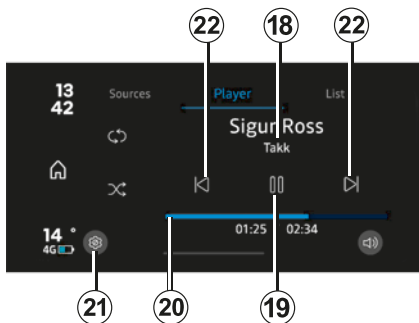 22 18 22
13
42
Sources Player List
Sigur Ross
Takk
01:25 02:34
14 °
4G
21 20 19